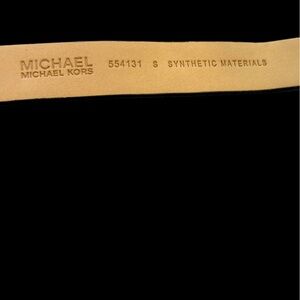 MICHAEL
MICHAEL KORS
554131 S SYNTHETIC MATERIALS